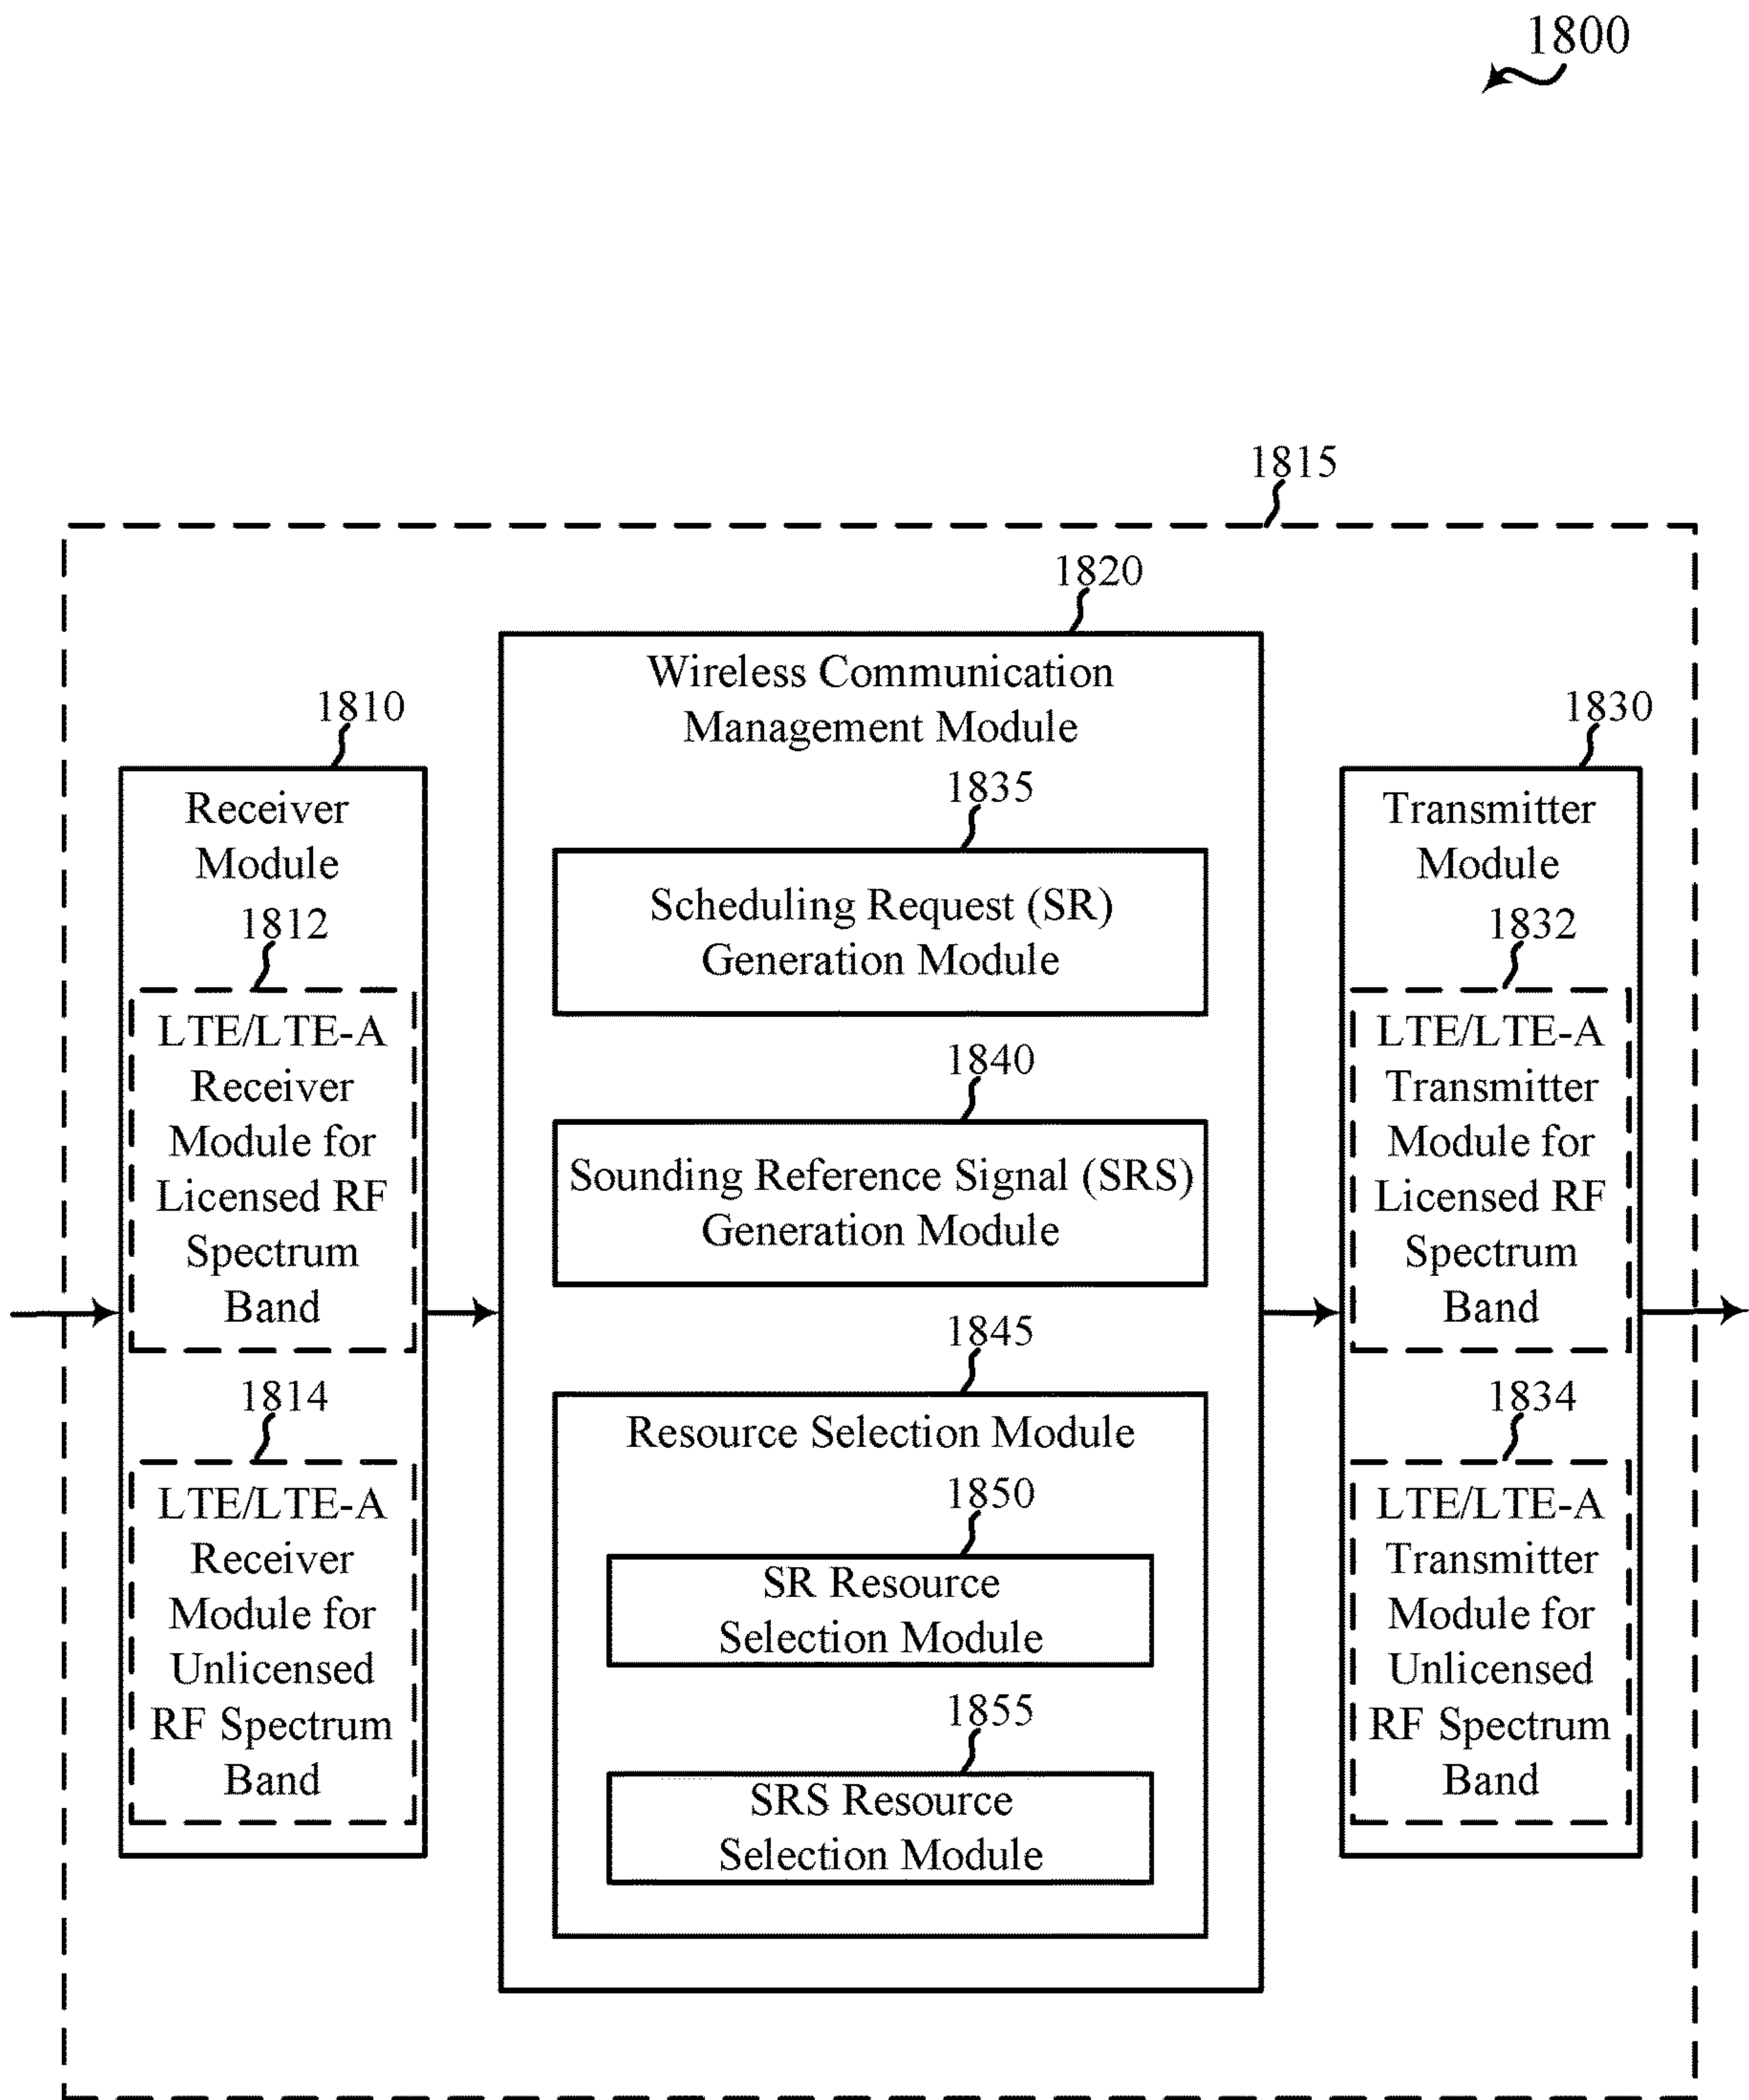 1800
1815
1820
Wireless Communication
Management Module
1810
Receiver
Module
1812
LTE/LTE-A
Receiver
Module for
Licensed RF
Spectrum
Band
1814
LTE/LTE-A
Receiver
Module for
Unlicensed
RF Spectrum
Band
1835
Scheduling Request (SR)
Generation Module
1840
Sounding Reference Signal (SRS)
Generation Module
1845
Resource Selection Module
1850
SR Resource
Selection Module
1855
SRS Resource
Selection Module
1830
Transmitter
Module
1832
LTE/LTE-A
Transmitter
Module for
Licensed RF
Spectrum
Band
1834
LTE/LTE-A
Transmitter
Module for
Unlicensed
RF Spectrum
Band